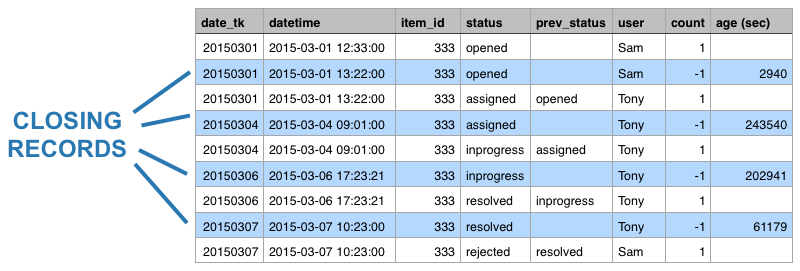 date_tk datetime item_id status prev_status user count age (sec)
20150301 2015-03-01 12:33:00 333 opened Sam 1
20150301 2015-03-01 13:22:00 333 opened Sam -1 2940
20150301 2015-03-01 13:22:00 333 assigned opened Tony 1
CLOSING RECORDS
20150304 2015-03-04 09:01:00 333 assigned Tony -1 243540
20150304 2015-03-04 09:01:00 333 inprogress assigned Tony 1
20150306 2015-03-06 17:23:21 333 inprogress Tony -1 202941
20150306 2015-03-06 17:23:21 333 resolved inprogress Tony 1
20150307 2015-03-07 10:23:00 333 resolved Tony -1 61179
20150307 2015-03-07 10:23:00 333 rejected resolved Sam 1